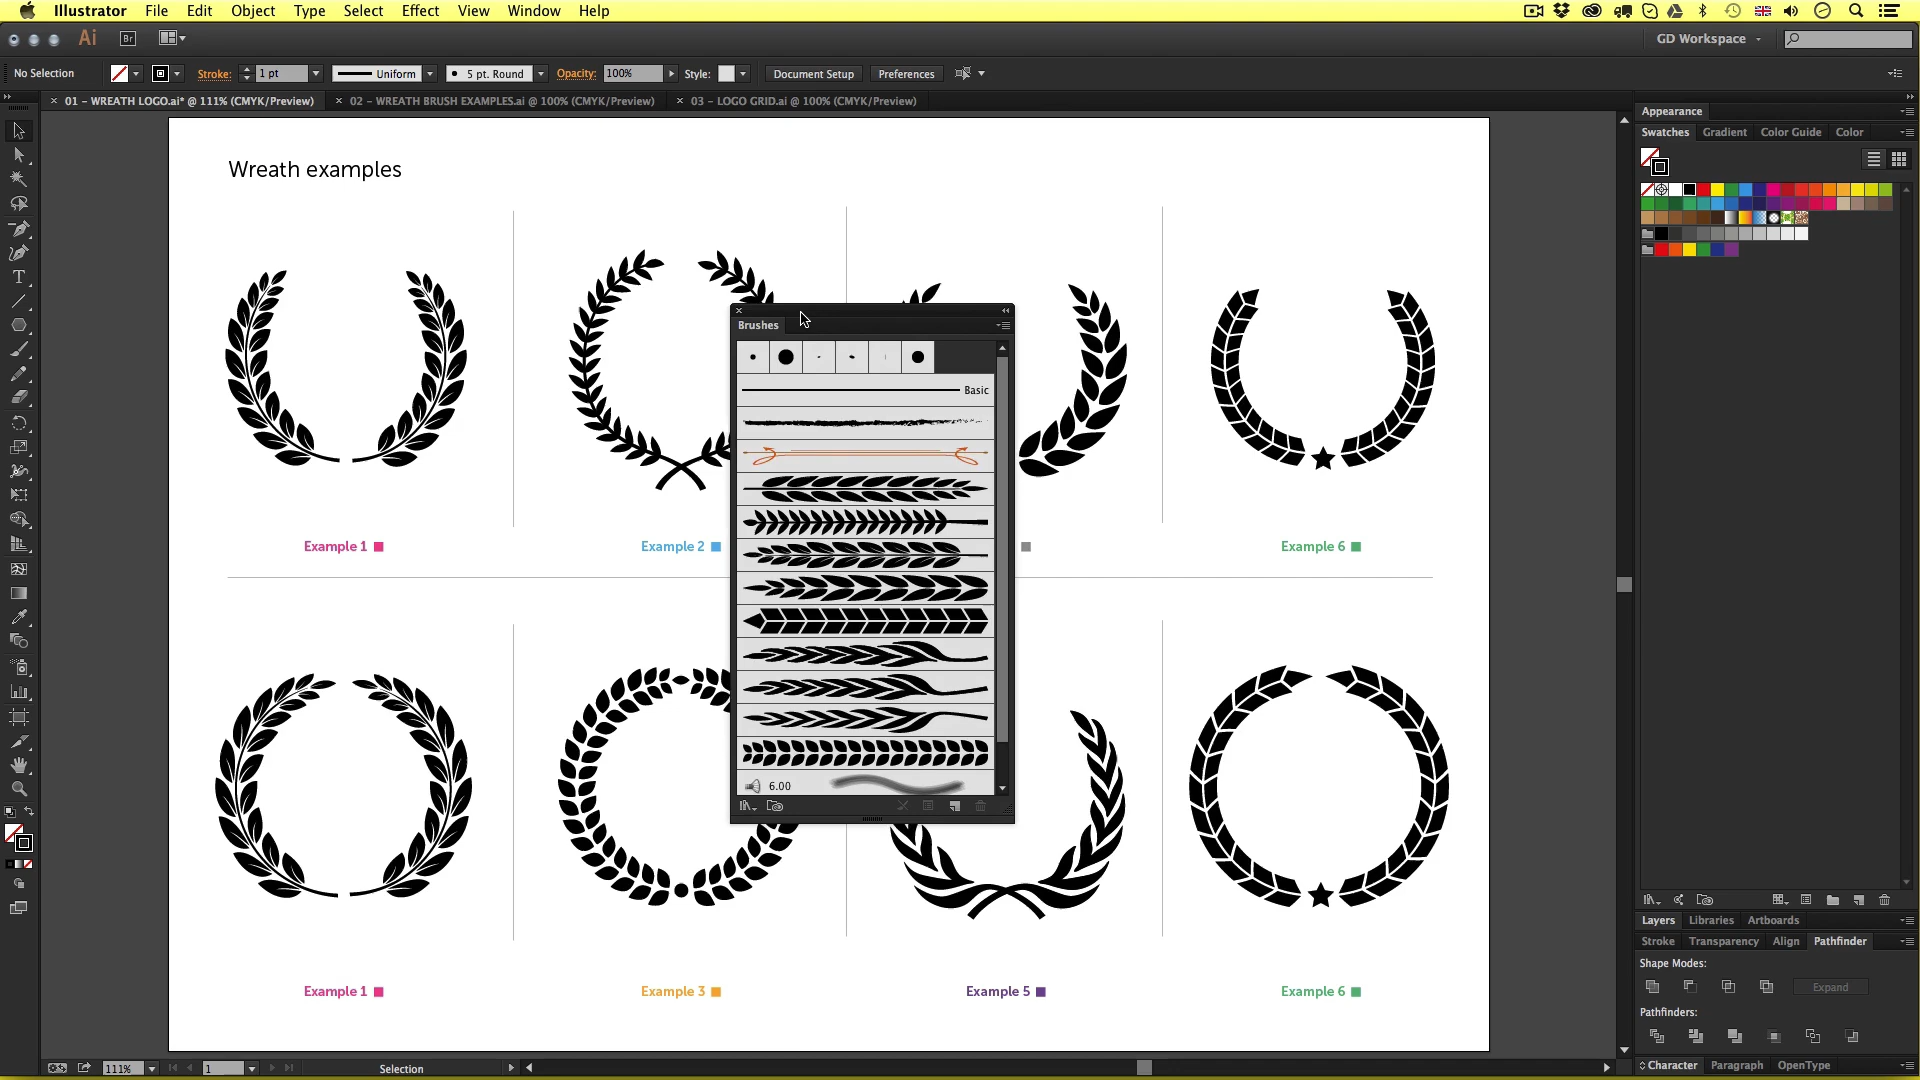 Illustrator File Edit Object Type Select Effect View Window Help
Ai Br GD Workspace
No Selection Stroke: 1 pt Uniform 5 pt. Round Opacity: 100% Style: Document Setup Preferences
01 – WREATH LOGO.ai* @ 111% (CMYK/Preview) 02 – WREATH BRUSH EXAMPLES.ai @ 100% (CMYK/Preview) 03 – LOGO GRID.ai @ 100% (CMYK/Preview)
Appearance
Swatches Gradient Color Guide Color
Wreath examples
Brushes
Basic
6.00
Example 1
Example 2
Example 6
Example 1
Example 3
Example 5
Example 6
Layers Libraries Artboards
Stroke Transparency Align Pathfinder
Shape Modes:
Expand
Pathfinders:
Character Paragraph OpenType
111% 1 Selection